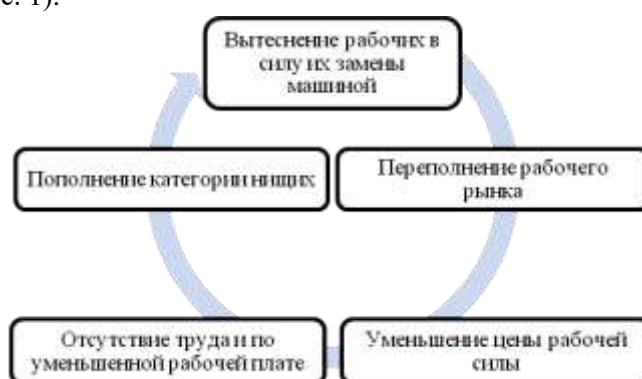 с. 1).
Вытеснение рабочих в
силу их замены
машиной
Переполнение рабочего
рынка
Уменьшение цены рабочей
силы
Отсутствие труда и по
уменьшенной рабочей плате
Пополнение категории нищих